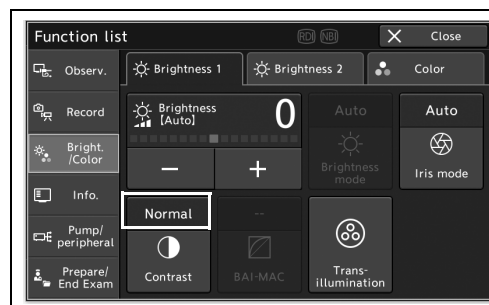 Function list
RDI NBI
Close
Observ.
Record
Bright.
/Color
Info.
Pump/
peripheral
Prepare/
End Exam
Brightness 1
Brightness 2
Color
Brightness
[Auto]
0
−
+
Auto
Brightness
mode
Auto
Iris mode
Normal
Contrast
--
BAI-MAC
Trans-
illumination